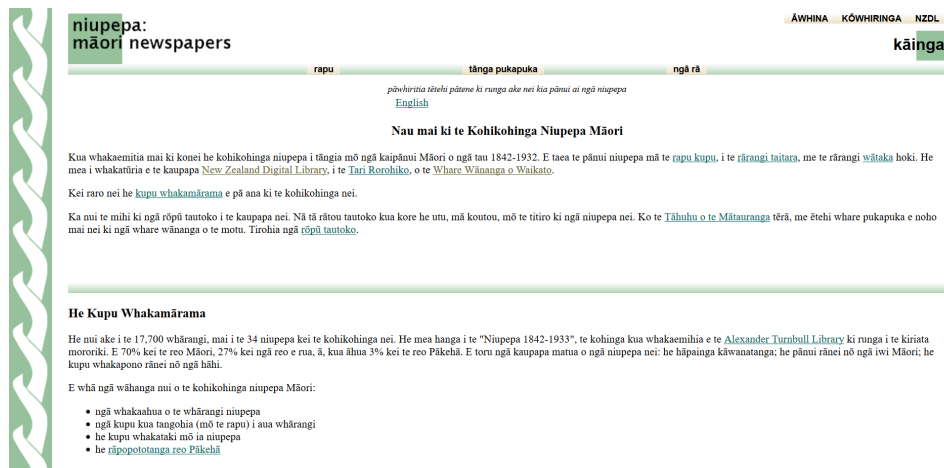 niupepa:
māori newspapers
ĀWHINA KŌWHIRINGA NZDL
kāinga
rapu tānga pukapuka ngā rā
pāwhiritia tētehi pātene ki runga ake nei kia pānui ai ngā niupepa
English
Nau mai ki te Kohikohinga Niupepa Māori
Kua whakaemitia mai ki konei he kohikohinga niupepa i tāngia mō ngā kaipānui Māori o ngā tau 1842-1932. E taea te pānui niupepa mā te rapu kupu, i te rārangi taitara, me te rārangi wātaka hoki. He
mea i whakatūria e te kaupapa New Zealand Digital Library, i te Tari Rorohiko, o te Whare Wānanga o Waikato.
Kei raro nei he kupu whakamārama e pā ana ki te kohikohinga nei.
Ka nui te mihi ki ngā rōpū tautoko i te kaupapa nei. Nā tā rātou tautoko kua kore he utu, mā koutou, mō te titiro ki ngā niupepa nei. Ko te Tāhuhu o te Mātauranga tērā, me ētehi whare pukapuka e noho
mai nei ki ngā whare wānanga o te motu. Tirohia ngā rōpū tautoko.
He Kupu Whakamārama
He nui ake i te 17,700 whārangi, mai i te 34 niupepa kei te kohikohinga nei. He mea hanga i te "Niupepa 1842-1933", te kohinga kua whakaemihia e te Alexander Turnbull Library ki runga i te kiriata
mororiki. E 70% kei te reo Māori, 27% kei ngā reo e rua, ā, kua āhua 3% kei te reo Pākehā. E toru ngā kaupapa matua o ngā niupepa nei: he hāpainga kāwanatanga; he pānui rānei nō ngā iwi Māori; he
kupu whakapono rānei nō ngā hāhi.
E whā ngā wāhanga nui o te kohikohinga niupepa Māori:
• ngā whakaahua o te whārangi niupepa
• ngā kupu kua tangohia (mō te rapu) i aua whārangi
• he kupu whakataki mō ia niupepa
• he rāpopototanga reo Pākehā